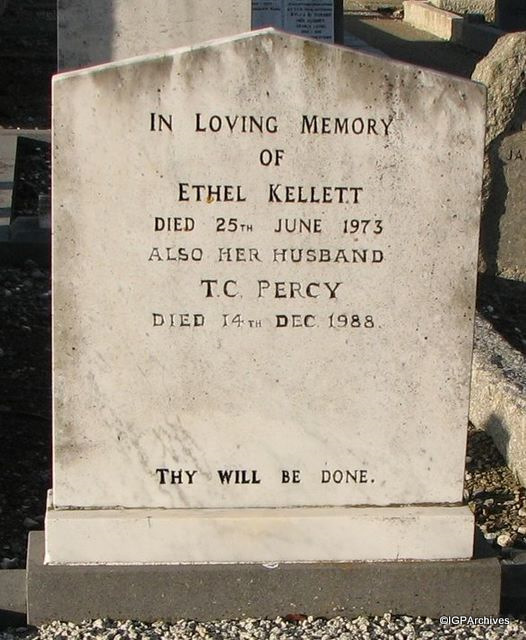 IN LOVING MEMORY
OF
ETHEL KELLETT
DIED 25TH JUNE 1973
ALSO HER HUSBAND
T.C. PERCY
DIED 14TH DEC. 1988.
THY WILL BE DONE.
JA
©IGPArchives